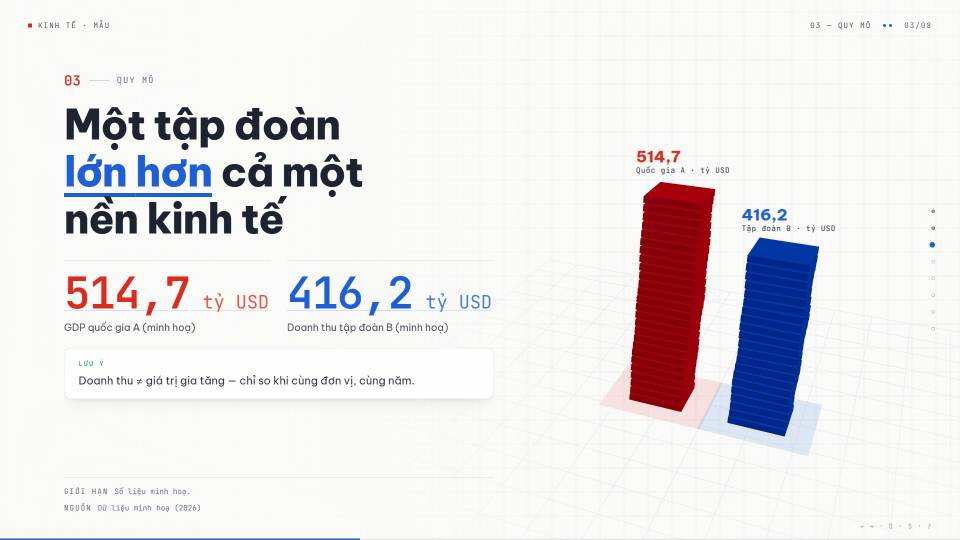 KINH TẾ · MẪU
03 — QUY MÔ
03/08
03 — QUY MÔ
Một tập đoàn
lớn hơn cả một
nền kinh tế
514,7 tỷ USD
GDP quốc gia A (minh hoạ)
416,2 tỷ USD
Doanh thu tập đoàn B (minh hoạ)
LƯU Ý
Doanh thu ≠ giá trị gia tăng — chỉ so khi cùng đơn vị, cùng năm.
514,7
Quốc gia A · tỷ USD
416,2
Tập đoàn B · tỷ USD
GIỚI HẠN Số liệu minh hoạ.
NGUỒN Dữ liệu minh hoạ (2026)